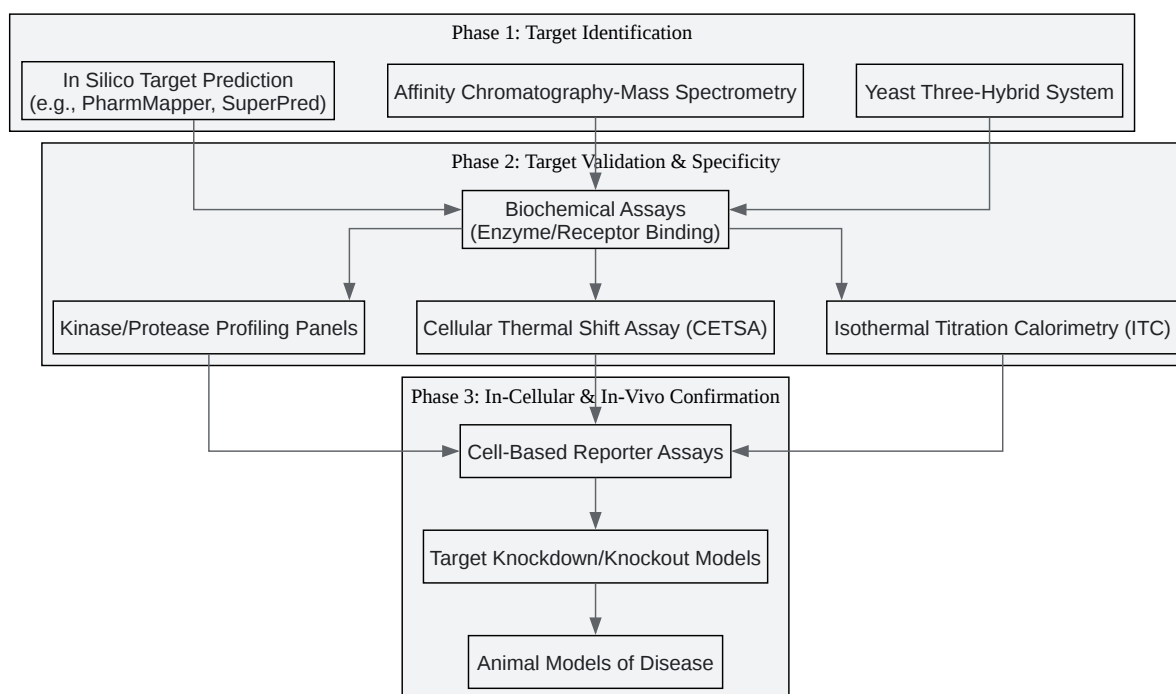 Phase 1: Target Identification
In Silico Target Prediction
(e.g., PharmMapper, SuperPred)
Affinity Chromatography-Mass Spectrometry
Yeast Three-Hybrid System
Phase 2: Target Validation & Specificity
Biochemical Assays
(Enzyme/Receptor Binding)
Kinase/Protease Profiling Panels
Cellular Thermal Shift Assay (CETSA)
Isothermal Titration Calorimetry (ITC)
Phase 3: In-Cellular & In-Vivo Confirmation
Cell-Based Reporter Assays
Target Knockdown/Knockout Models
Animal Models of Disease